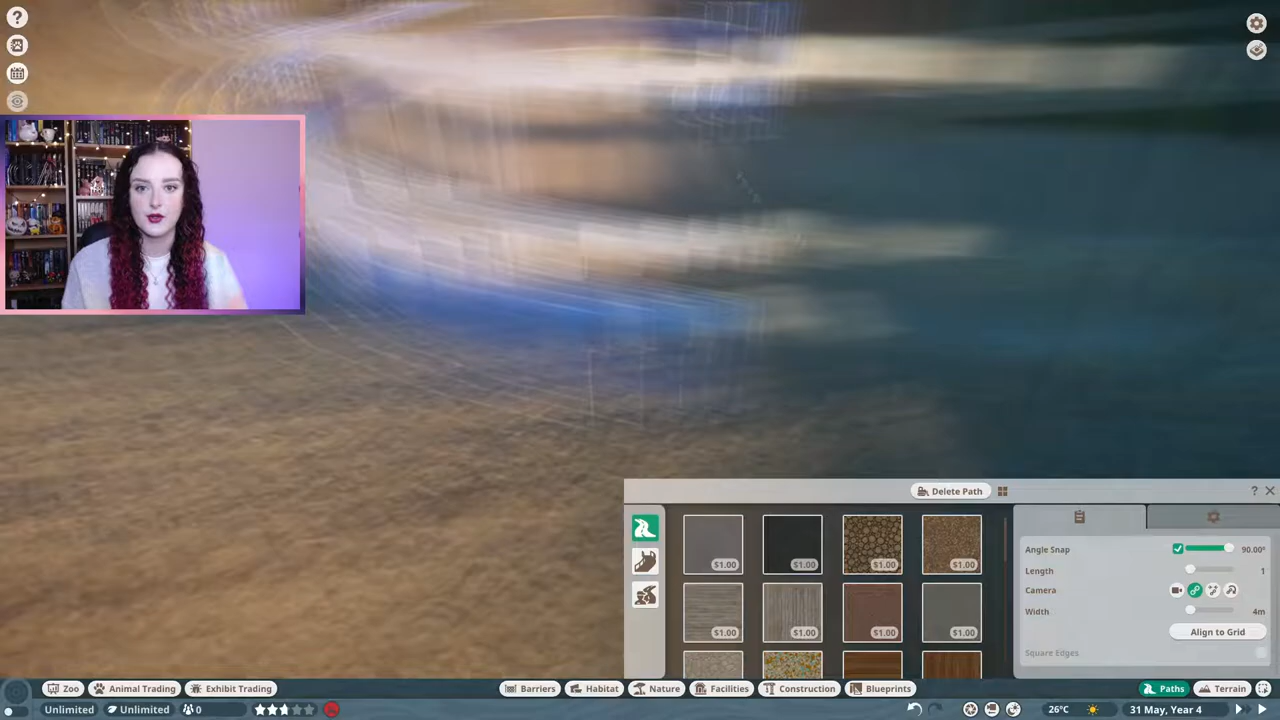 ?
Delete Path
? ×
$1.00 $1.00 $1.00 $1.00
$1.00 $1.00 $1.00 $1.00
Angle Snap 90.00°
Length 1
Camera
Width 4m
Align to Grid
Square Edges
Zoo Animal Trading Exhibit Trading Barriers Habitat Nature Facilities Construction Blueprints Paths Terrain
Unlimited Unlimited 0 26°C 31 May, Year 4